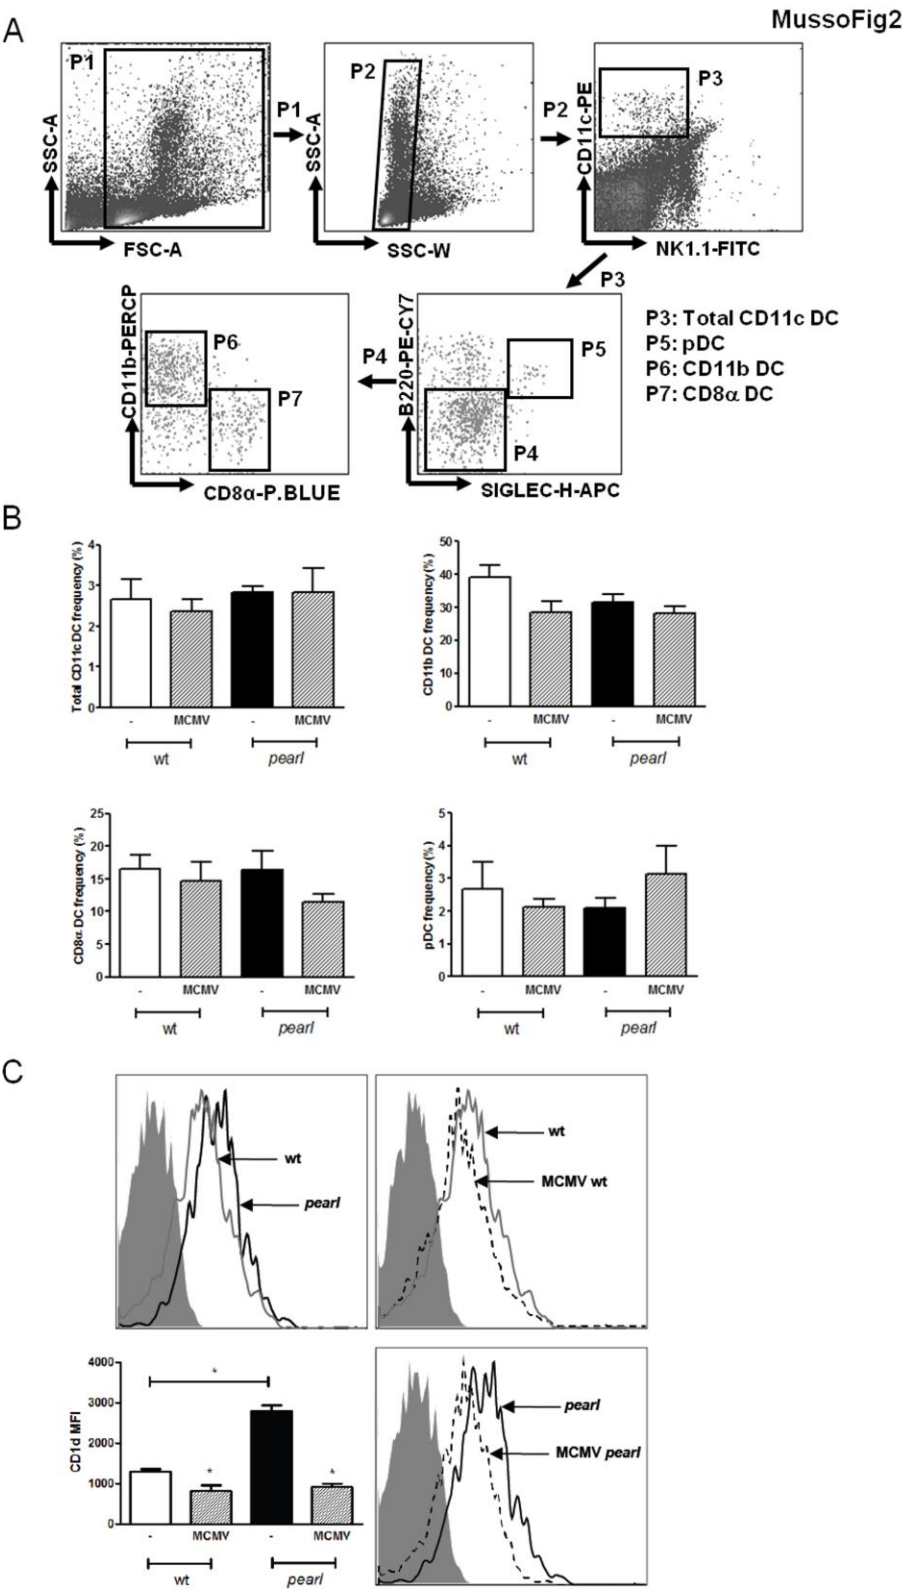 MussoFig2
A
P1
SSC-A
FSC-A
P1
P2
SSC-A
SSC-W
P2
P3
CD11c-PE
NK1.1-FITC
P3
CD11b-PERCP
P6
P7
CD8α-P.BLUE
P4
B220-PE-CY7
P5
P4
SIGLEC-H-APC
P3: Total CD11c DC
P5: pDC
P6: CD11b DC
P7: CD8α DC
B
Total CD11c DC frequency (%)
4
3
2
1
0
- MCMV - MCMV
wt pearl
CD11b DC frequency (%)
50
40
30
20
10
0
- MCMV - MCMV
wt pearl
CD8α DC frequency (%)
25
20
15
10
5
0
- MCMV - MCMV
wt pearl
pDC frequency (%)
5
4
3
2
1
0
- MCMV - MCMV
wt pearl
C
wt
pearl
wt
MCMV wt
CD1d MFI
4000
3000
2000
1000
0
*
* *
- MCMV - MCMV
wt pearl
pearl
MCMV pearl